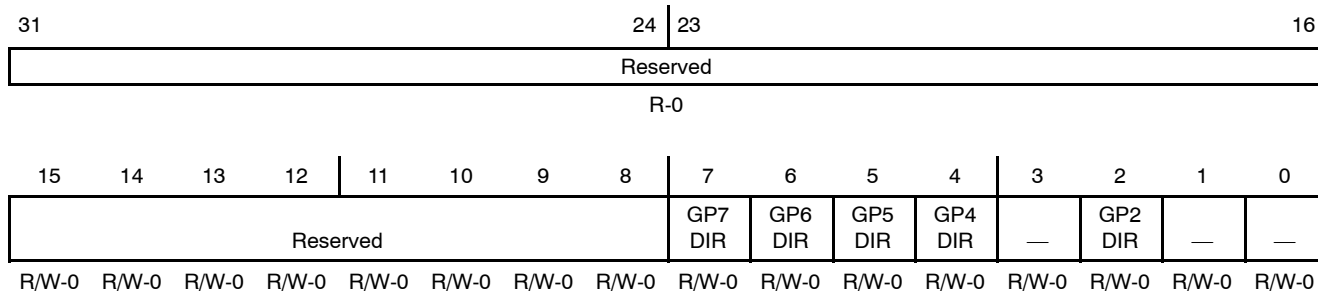 31 24 23 16
Reserved
R-0
15 14 13 12 11 10 9 8 7 6 5 4 3 2 1 0
GP7 GP6 GP5 GP4 GP2
Reserved DIR DIR DIR DIR — DIR — —
R/W-0 R/W-0 R/W-0 R/W-0 R/W-0 R/W-0 R/W-0 R/W-0 R/W-0 R/W-0 R/W-0 R/W-0 R/W-0 R/W-0 R/W-0 R/W-0